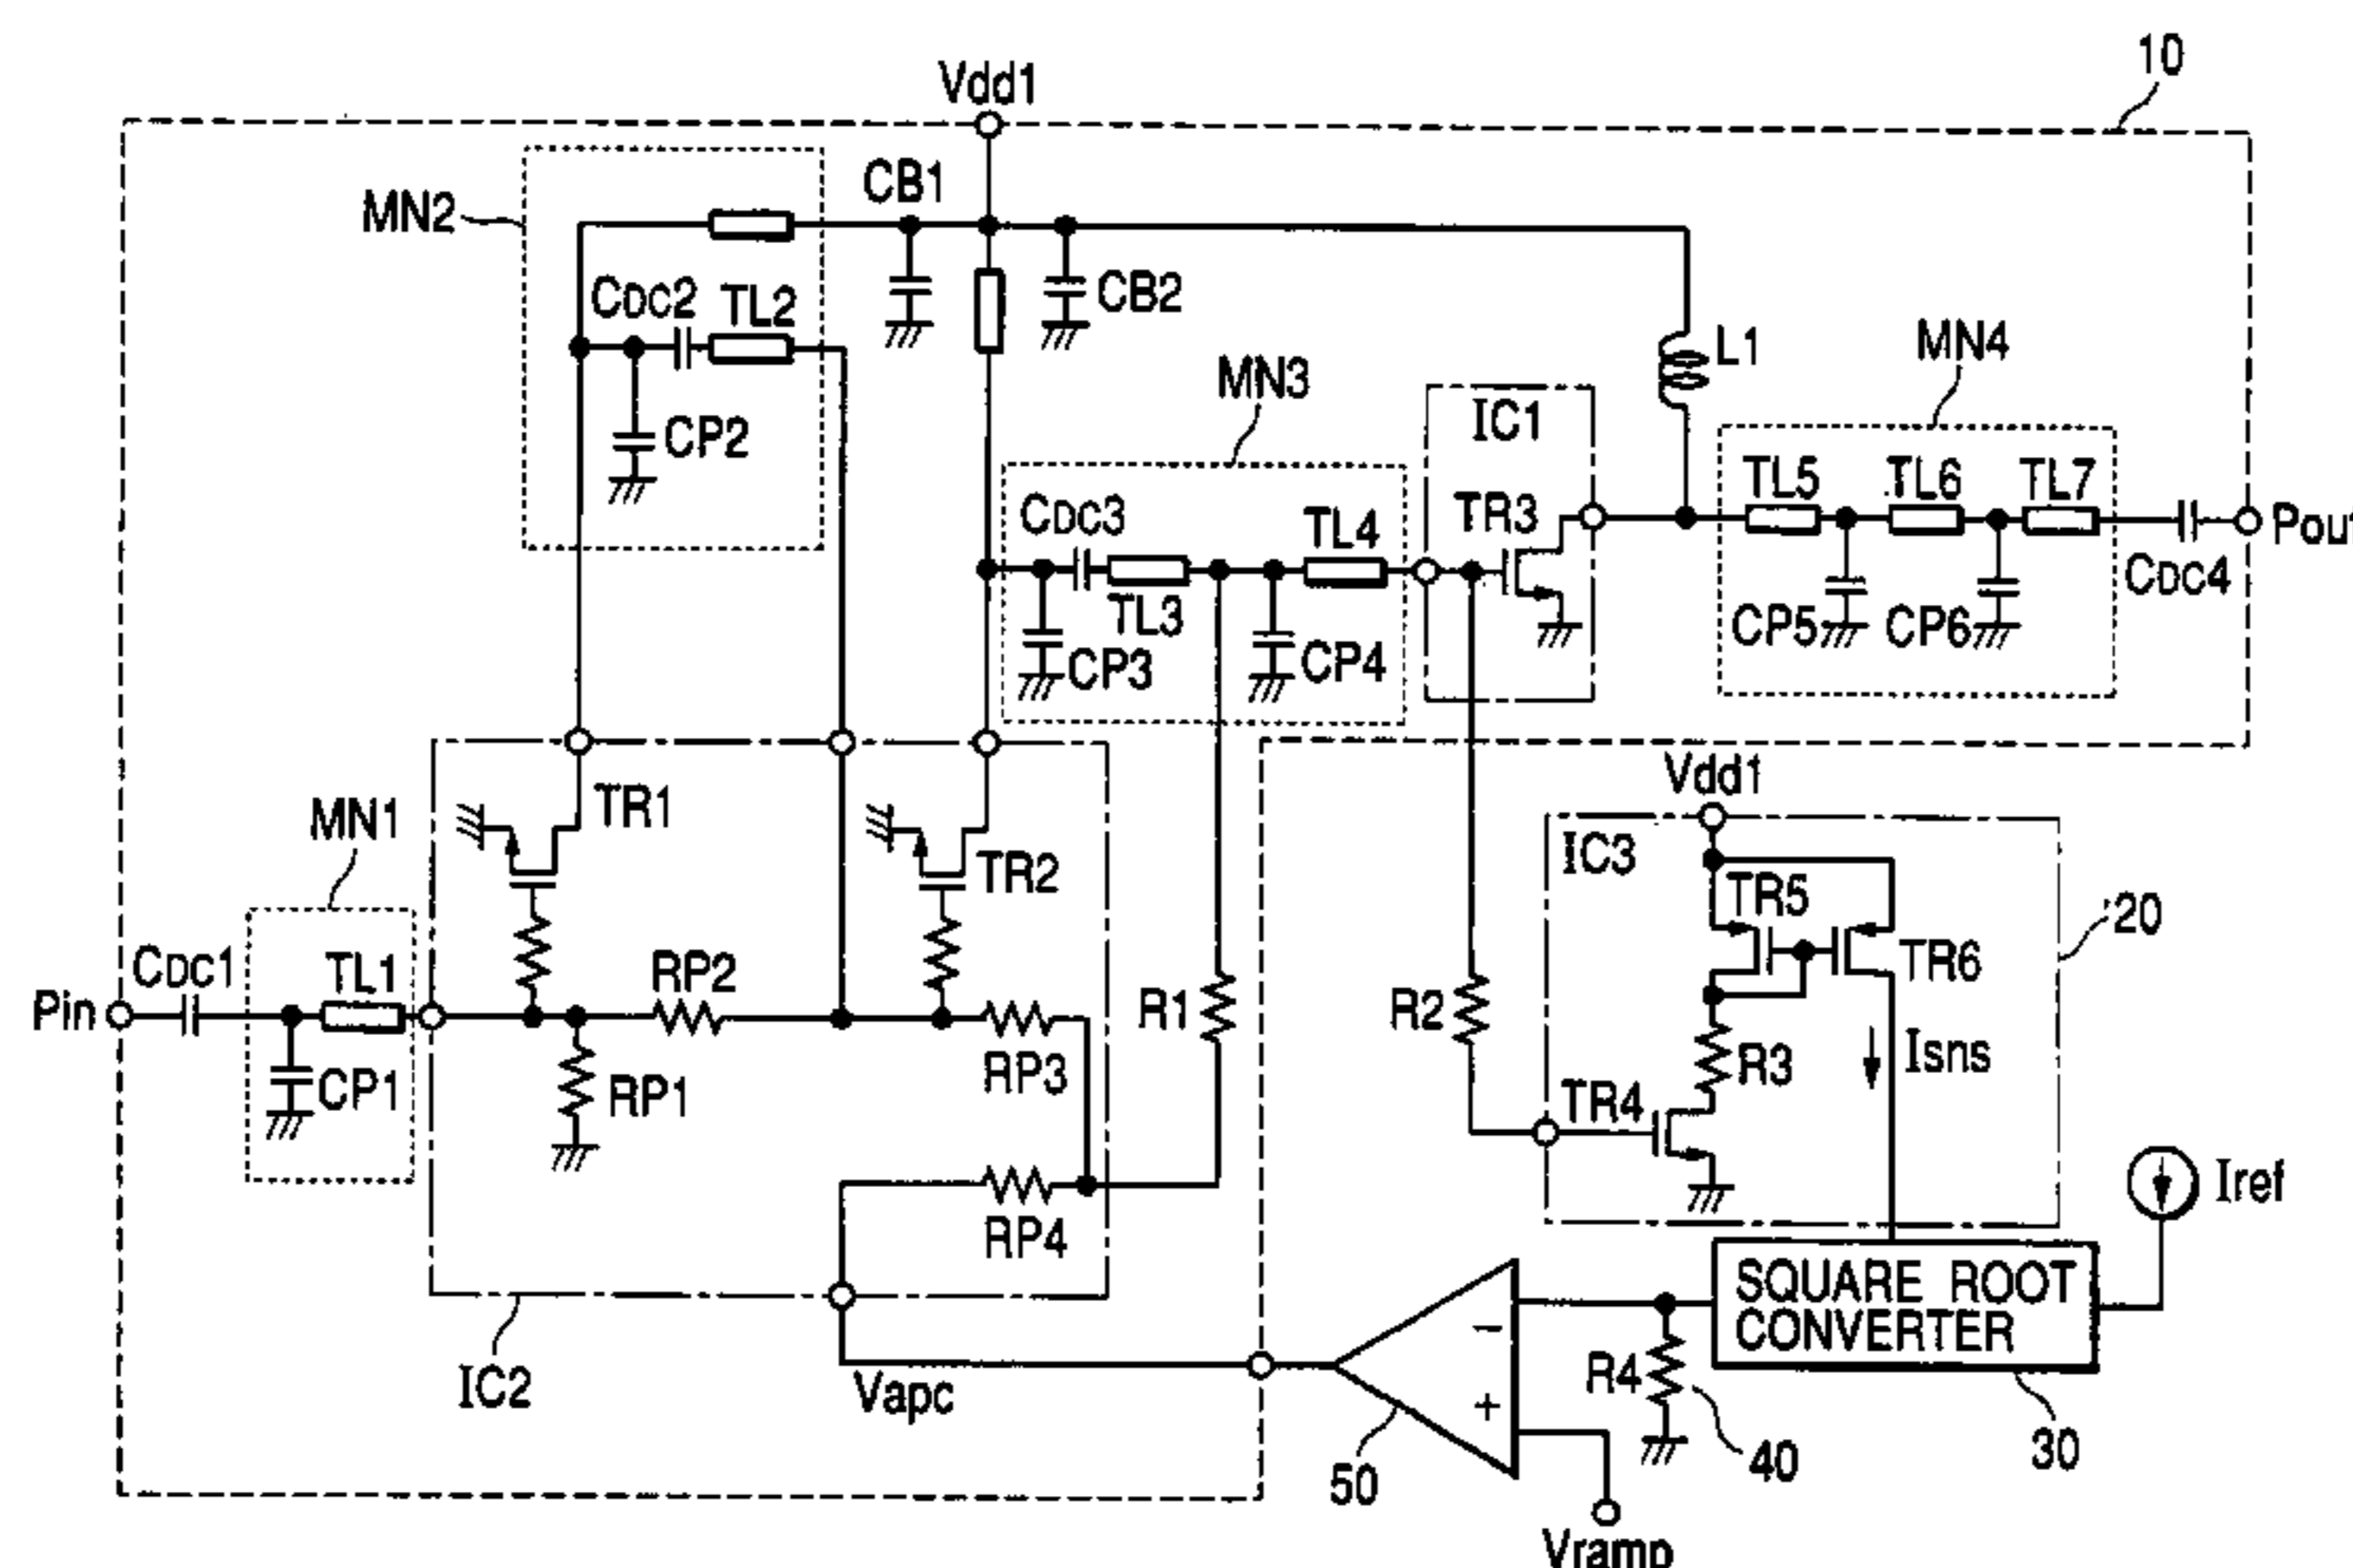 10
Vdd1
MN2
CB1
CDC2
TL2
CB2
CP2
L1
MN3
MN4
IC1
CDC3
TL3
TL4
TR3
TL5
TL6
TL7
CP3
CP4
CP5
CP6
CDC4
TR1
TR2
MN1
Vdd1
IC3
TR5
TR6
20
Pin
CDC1
TL1
CP1
RP2
RP1
RP3
RP4
R1
R2
R3
Isns
TR4
Iref
SQUARE ROOT
CONVERTER
R4
40
30
IC2
Vapc
50
−
+
Vramp